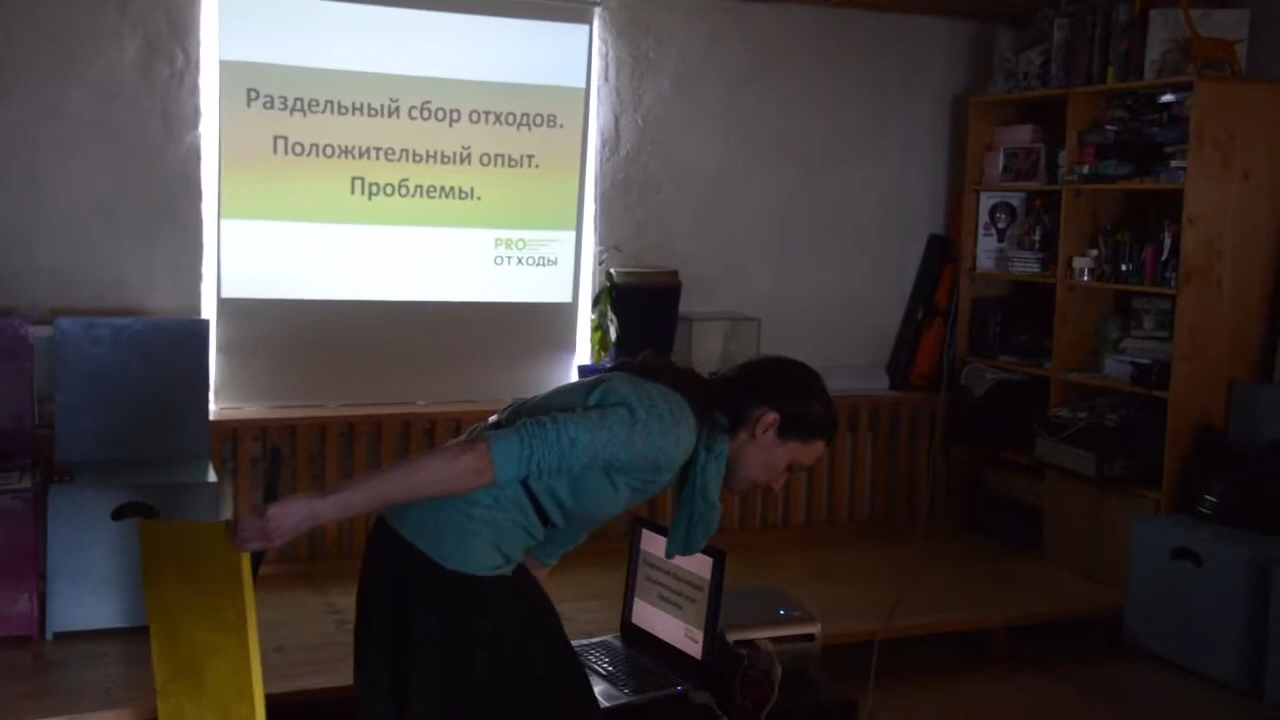 Раздельный сбор отходов.
Положительный опыт.
Проблемы.
PRO
ОТХОДЫ